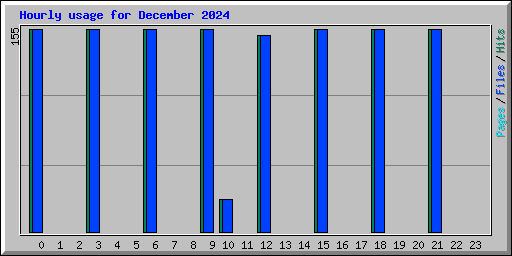 Hourly usage for December 2024
155
Pages/Files/Hits
0 1 2 3 4 5 6 7 8 9 10 11 12 13 14 15 16 17 18 19 20 21 22 23